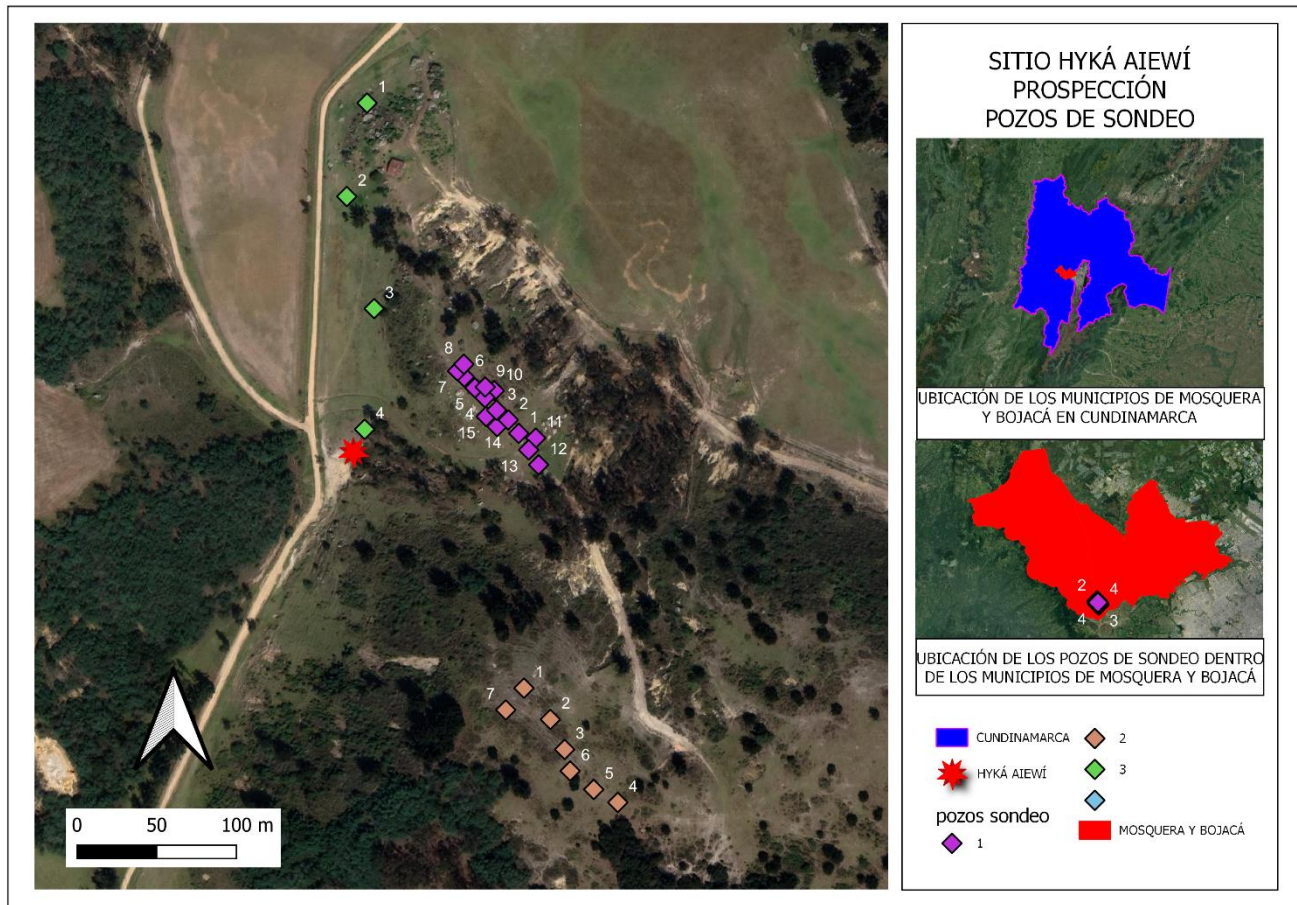 SITIO HYKÁ AIEWÍ
PROSPECCIÓN
POZOS DE SONDEO
1
2
3
4
8
6
9
10
7
3
2
5
4
1
11
15
14
12
13
1
7
2
3
6
5
4
0 50 100 m
UBICACIÓN DE LOS MUNICIPIOS DE MOSQUERA
Y BOJACÁ EN CUNDINAMARCA
2 4
4 3
UBICACIÓN DE LOS POZOS DE SONDEO DENTRO
DE LOS MUNICIPIOS DE MOSQUERA Y BOJACÁ
CUNDINAMARCA
HYKÁ AIEWÍ
pozos sondeo
1
2
3
MOSQUERA Y BOJACÁ